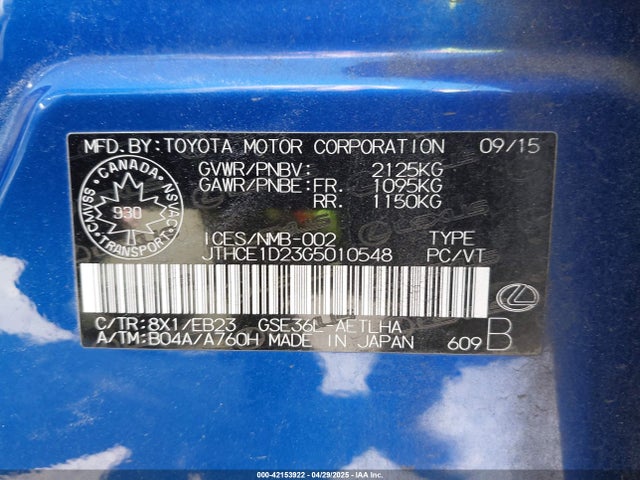 MFD.BY:TOYOTA MOTOR CORPORATION 09/15
GVWR/PNBV: 2125KG
GAWR/PNBE:FR. 1095KG
RR. 1150KG
CANADA
CMVSS 930 NSVAC
TRANSPORT
ICES/NMB-002 TYPE
JTHCE1D23G5010548 PC/VT
C/TR:8X1/EB23 GSE36L-AETLHA
A/TM:B04A/A760H MADE IN JAPAN 609 B
000-42153922 | 04/29/2025 | IAAI, Inc.